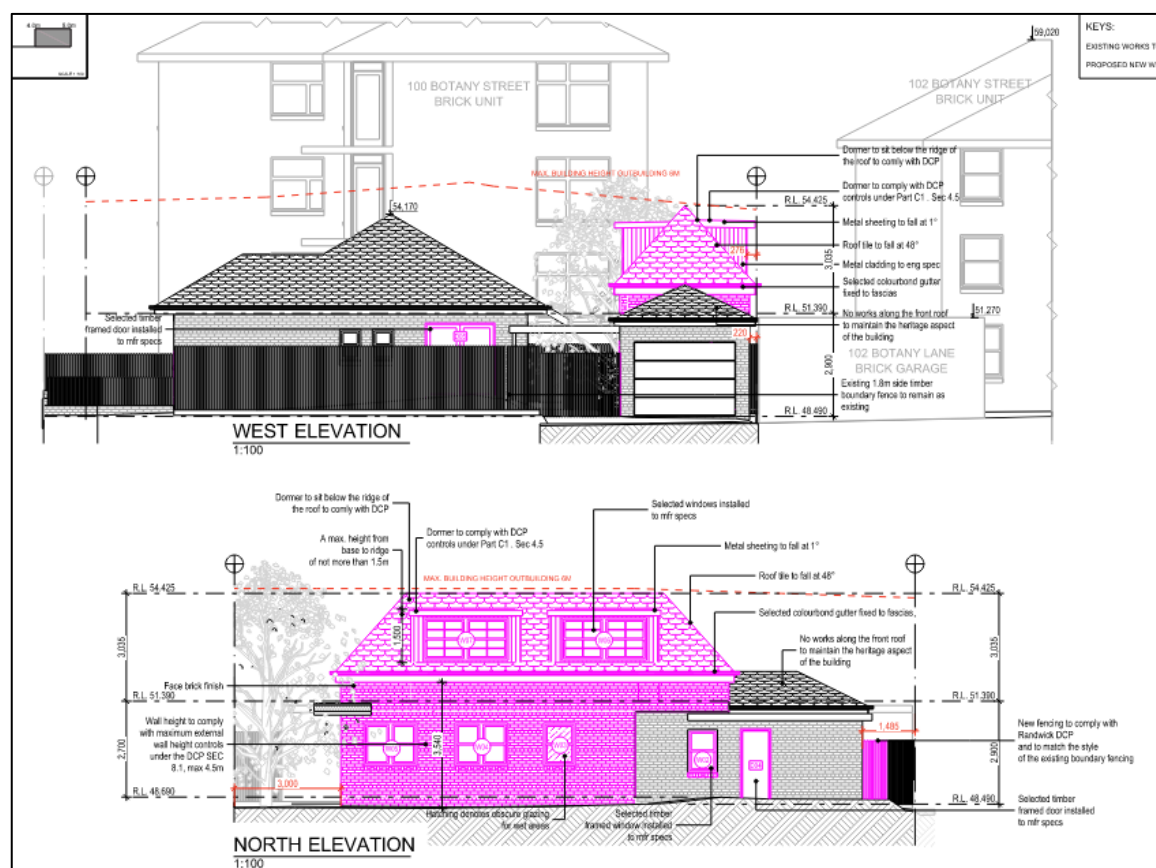 4.0m 5.0m
KEYS:
EXISTING WORKS T
PROPOSED NEW W
59,020
100 BOTANY STREET
BRICK UNIT
102 BOTANY STREET
BRICK UNIT
Dormer to sit below the ridge of
the roof to comly with DCP
MAX. BUILDING HEIGHT OUTBUILDING 6M
Dormer to comply with DCP
controls under Part C1 . Sec 4.5
R.L. 54.425
54,170
Metal sheeting to fall at 1°
276
Roof tile to fall at 48°
3,035
Metal cladding to eng spec
Selected colourbond gutter
fixed to fascias
R.L. 51.390
51,270
Selected timber
framed door installed
to mfr specs
No works along the front roof
to maintain the heritage aspect
of the building
220
102 BOTANY LANE
BRICK GARAGE
2,900
Existing 1.8m side timber
boundary fence to remain as
existing
R.L. 48.490
WEST ELEVATION
1:100
Dormer to sit below the ridge of
the roof to comly with DCP
Selected windows installed
to mfr specs
A max. height from
base to ridge
of not more than 1.5m
Dormer to comply with DCP
controls under Part C1 . Sec 4.5
Metal sheeting to fall at 1°
MAX. BUILDING HEIGHT OUTBUILDING 6M
Roof tile to fall at 48°
R.L. 54.425
R.L. 54.425
Selected colourbond gutter fixed to fascias
1,500
3,035
3,035
No works along the front roof
to maintain the heritage aspect
of the building
Face brick finish
R.L. 51.390
R.L. 51.390
1,485
Wall height to comply
with maximum external
wall height controls
under the DCP SEC
8.1, max 4.5m
2,700
3,540
W04
2,900
New fencing to comply with
Randwick DCP
and to match the style
of the existing boundary fencing
3,000
R.L. 48.690
R.L. 48.490
Hatching denotes obscure glazing
for wet areas
Selected timber
framed window installed
to mfr specs
Selected timber
framed door installed
to mfr specs
NORTH ELEVATION
1:100